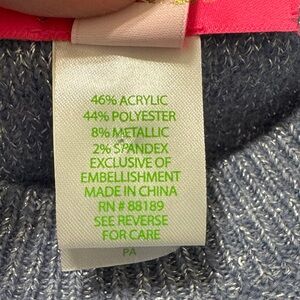 46% ACRYLIC
44% POLYESTER
8% METALLIC
2% SPANDEX
EXCLUSIVE OF
EMBELLISHMENT
MADE IN CHINA
RN # 88189
SEE REVERSE
FOR CARE
PA